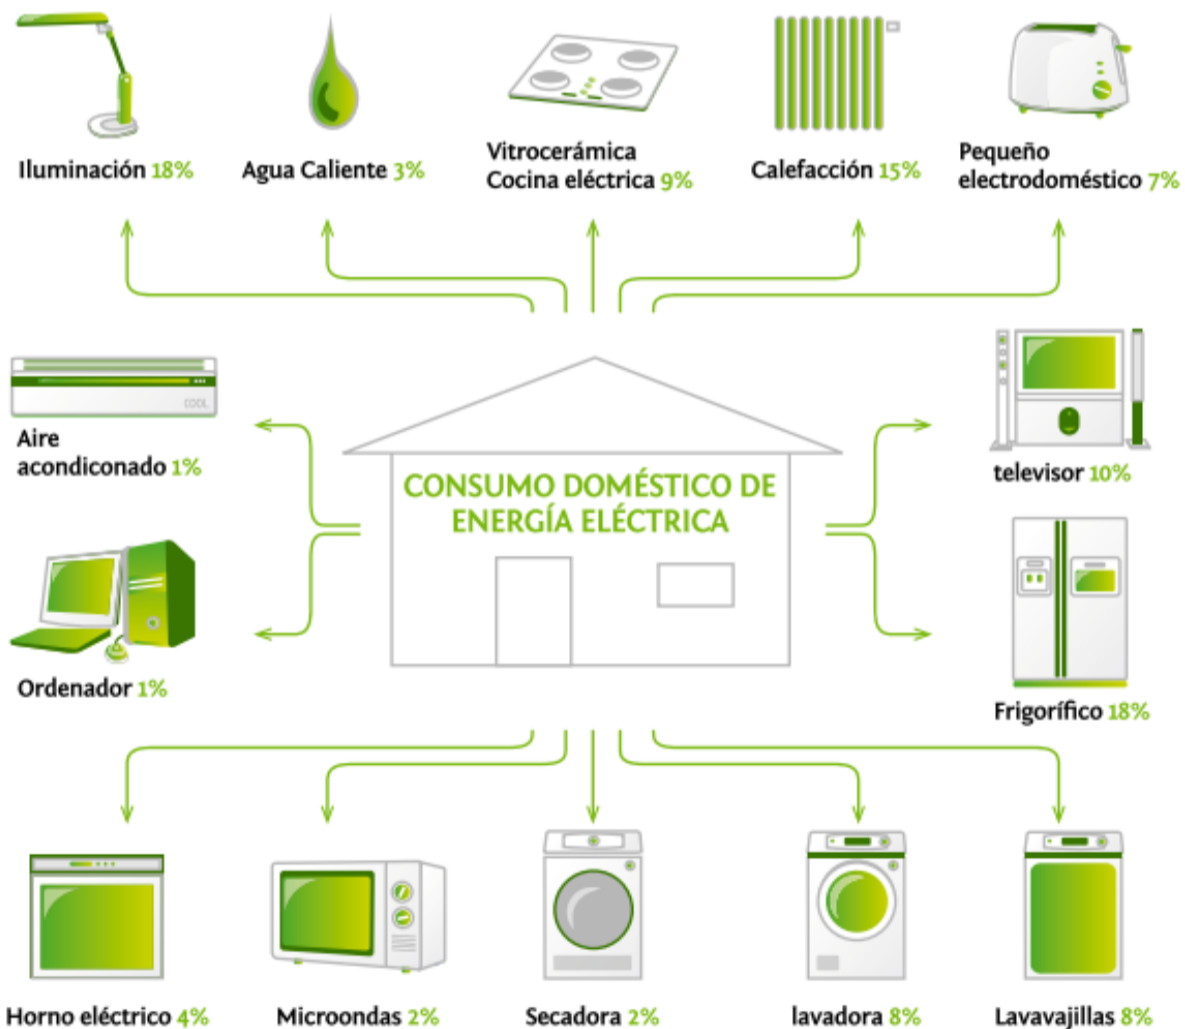 Iluminación 18%
Agua Caliente 3%
Vitrocerámica
Cocina eléctrica 9%
Calefacción 15%
Pequeño
electrodoméstico 7%
COOL
Aire
acondiconado 1%
televisor 10%
CONSUMO DOMÉSTICO DE
ENERGÍA ELÉCTRICA
Ordenador 1%
Frigorífico 18%
Horno eléctrico 4%
Microondas 2%
Secadora 2%
lavadora 8%
Lavavajillas 8%